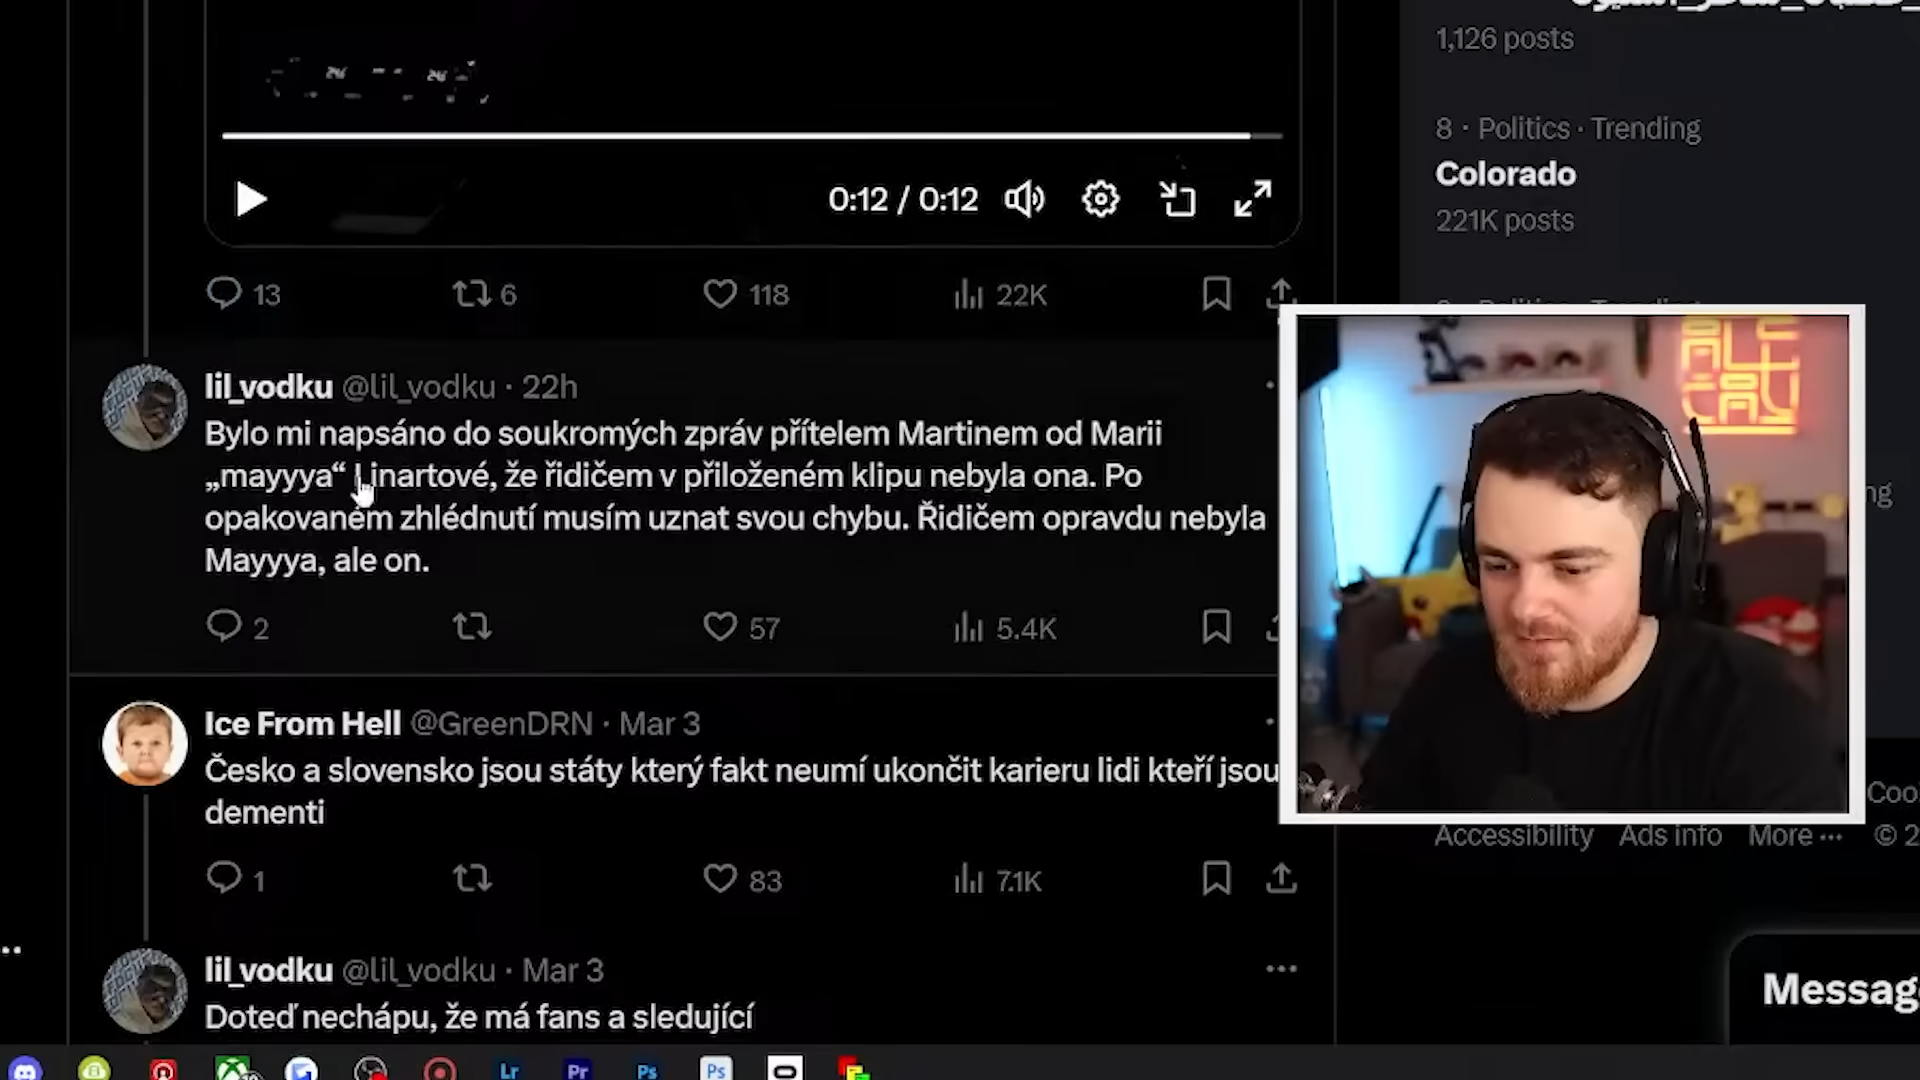 1,126 posts
8 · Politics · Trending
Colorado
221K posts
0:12 / 0:12
13 6 118 22K
lil_vodku @lil_vodku · 22h
Bylo mi napsáno do soukromých zpráv přítelem Martinem od Marii
„mayyya“ Linartové, že řidičem v přiloženém klipu nebyla ona. Po
opakovaném zhlédnutí musím uznat svou chybu. Řidičem opravdu nebyla
Mayyya, ale on.
2 57 5.4K
Ice From Hell @GreenDRN · Mar 3
Česko a slovensko jsou státy který fakt neumí ukončit karieru lidi kteří jsou
dementi
1 83 7.1K
Accessibility Ads info More ··· © 2
lil_vodku @lil_vodku · Mar 3
Doteď nechápu, že má fans a sledující
Message
Lr Pr Ps Ps